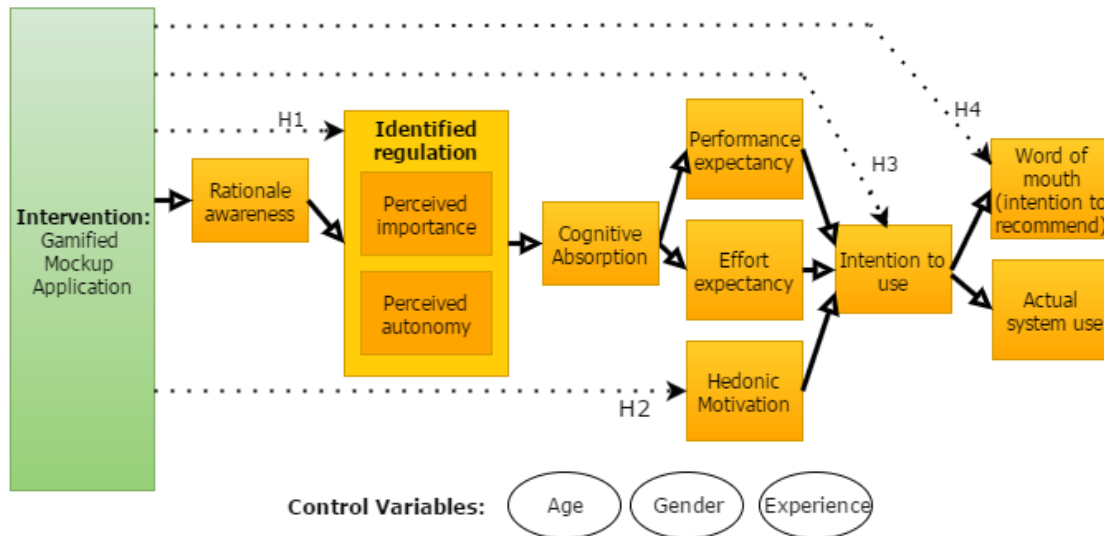 H1
H4
H3
Identified
regulation
Performance
expectancy
Word of
mouth
(intention to
recommend)
Rationale
awareness
Perceived
importance
Intervention:
Gamified
Mockup
Application
Cognitive
Absorption
Effort
expectancy
Intention to
use
Perceived
autonomy
Actual
system use
Hedonic
Motivation
H2
Control Variables:
Age
Gender
Experience